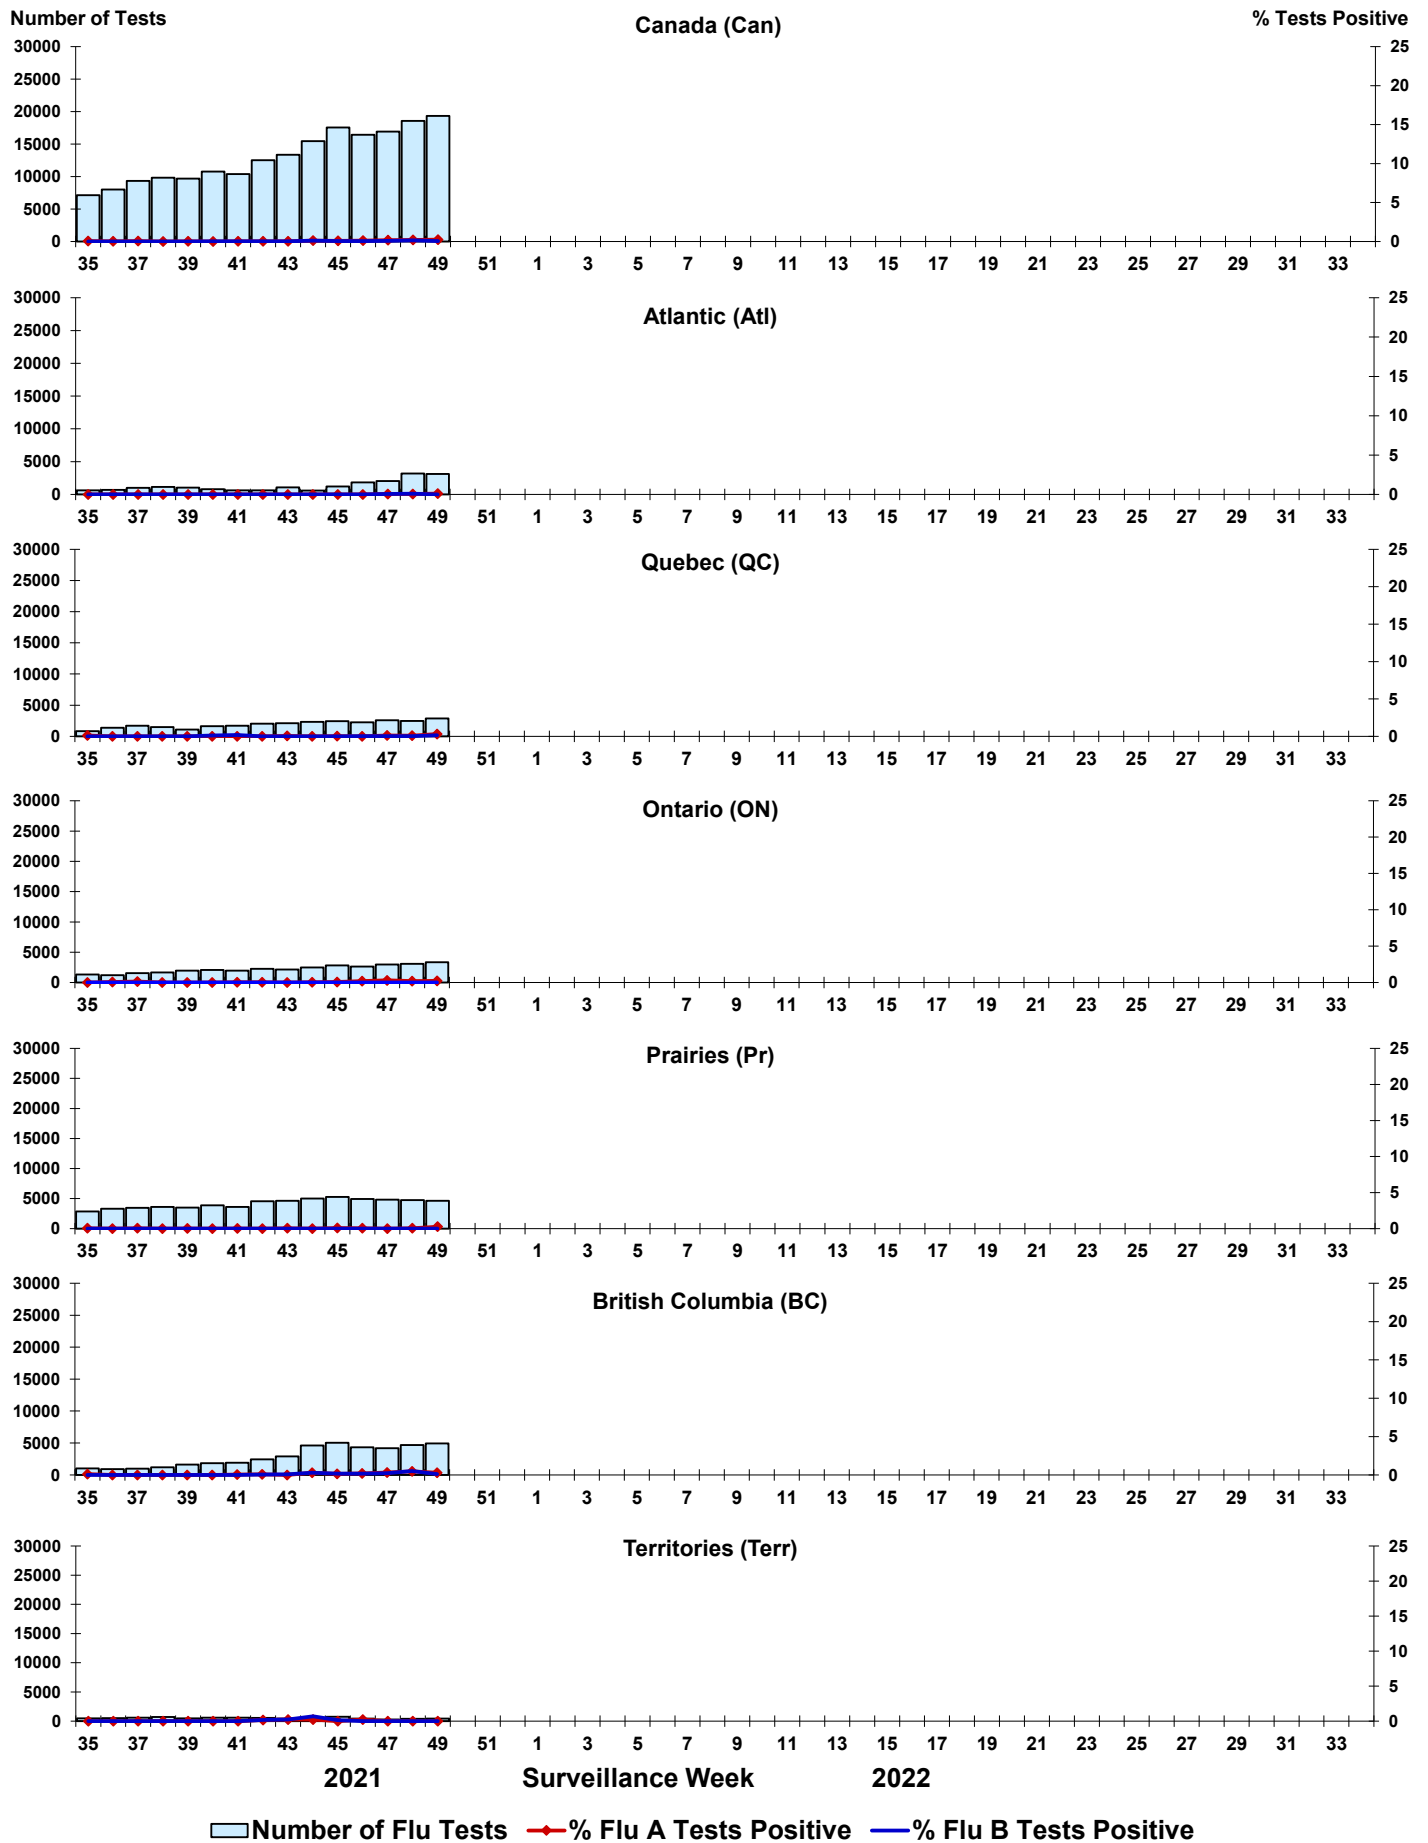 Number of Tests
Canada (Can)
% Tests Positive
30000 25
25000 20
20000
15000 15
10000 10
5000 5
0 0
35 37 39 41 43 45 47 49 51 1 3 5 7 9 11 13 15 17 19 21 23 25 27 29 31 33
Atlantic (Atl)
30000 25
25000 20
20000
15000 15
10000 10
5000 5
0 0
35 37 39 41 43 45 47 49 51 1 3 5 7 9 11 13 15 17 19 21 23 25 27 29 31 33
Quebec (QC)
30000 25
25000 20
20000
15000 15
10000 10
5000 5
0 0
35 37 39 41 43 45 47 49 51 1 3 5 7 9 11 13 15 17 19 21 23 25 27 29 31 33
Ontario (ON)
30000 25
25000 20
20000
15000 15
10000 10
5000 5
0 0
35 37 39 41 43 45 47 49 51 1 3 5 7 9 11 13 15 17 19 21 23 25 27 29 31 33
Prairies (Pr)
30000 25
25000 20
20000
15000 15
10000 10
5000 5
0 0
35 37 39 41 43 45 47 49 51 1 3 5 7 9 11 13 15 17 19 21 23 25 27 29 31 33
British Columbia (BC)
30000 25
25000 20
20000
15000 15
10000 10
5000 5
0 0
35 37 39 41 43 45 47 49 51 1 3 5 7 9 11 13 15 17 19 21 23 25 27 29 31 33
Territories (Terr)
30000 25
25000 20
20000
15000 15
10000 10
5000 5
0 0
35 37 39 41 43 45 47 49 51 1 3 5 7 9 11 13 15 17 19 21 23 25 27 29 31 33
2021 Surveillance Week 2022
Number of Flu Tests % Flu A Tests Positive % Flu B Tests Positive